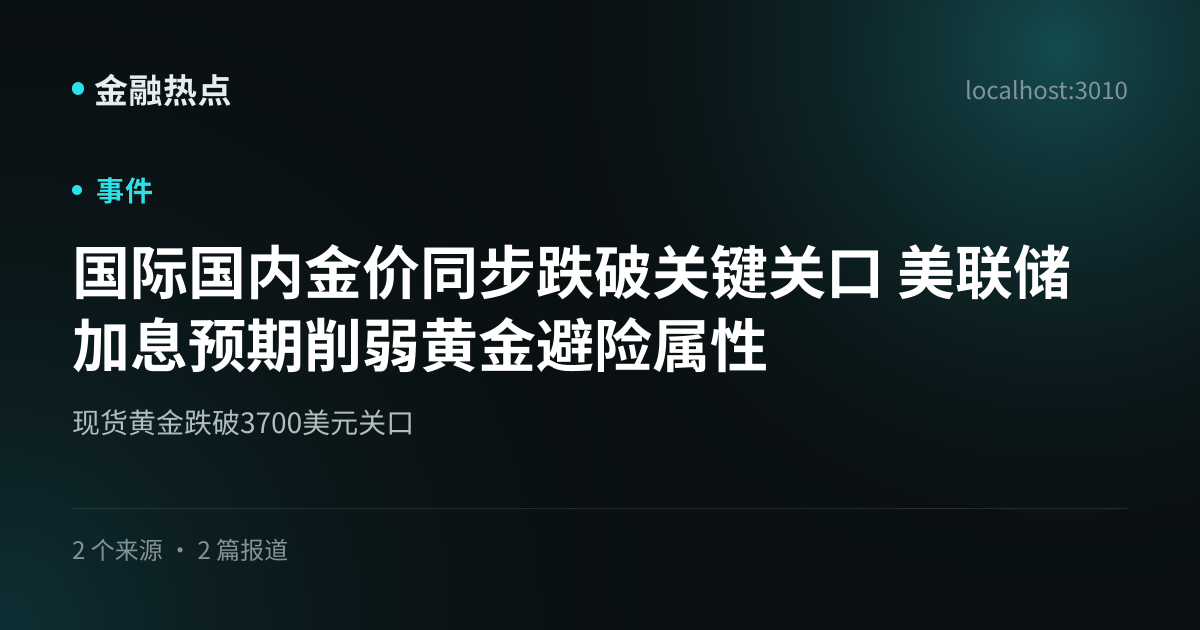 金融热点
localhost:3010
事件
国际国内金价同步跌破关键关口 美联储
加息预期削弱黄金避险属性
现货黄金跌破3700美元关口
2 个来源 · 2 篇报道